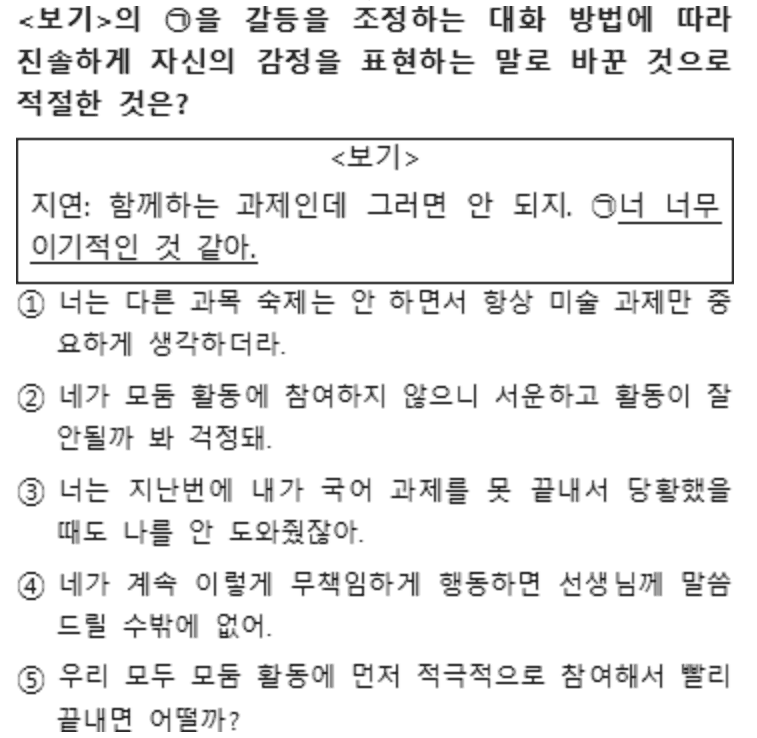 <보기>의 ㉠을 갈등을 조정하는 대화 방법에 따라
진솔하게 자신의 감정을 표현하는 말로 바꾼 것으로
적절한 것은?
<보기>
지연: 함께하는 과제인데 그러면 안 되지. ㉠너 너무
이기적인 것 같아.
① 너는 다른 과목 숙제는 안 하면서 항상 미술 과제만 중
요하게 생각하더라.
② 네가 모둠 활동에 참여하지 않으니 서운하고 활동이 잘
안될까 봐 걱정돼.
③ 너는 지난번에 내가 국어 과제를 못 끝내서 당황했을
때도 나를 안 도와줬잖아.
④ 네가 계속 이렇게 무책임하게 행동하면 선생님께 말씀
드릴 수밖에 없어.
⑤ 우리 모두 모둠 활동에 먼저 적극적으로 참여해서 빨리
끝내면 어떨까?